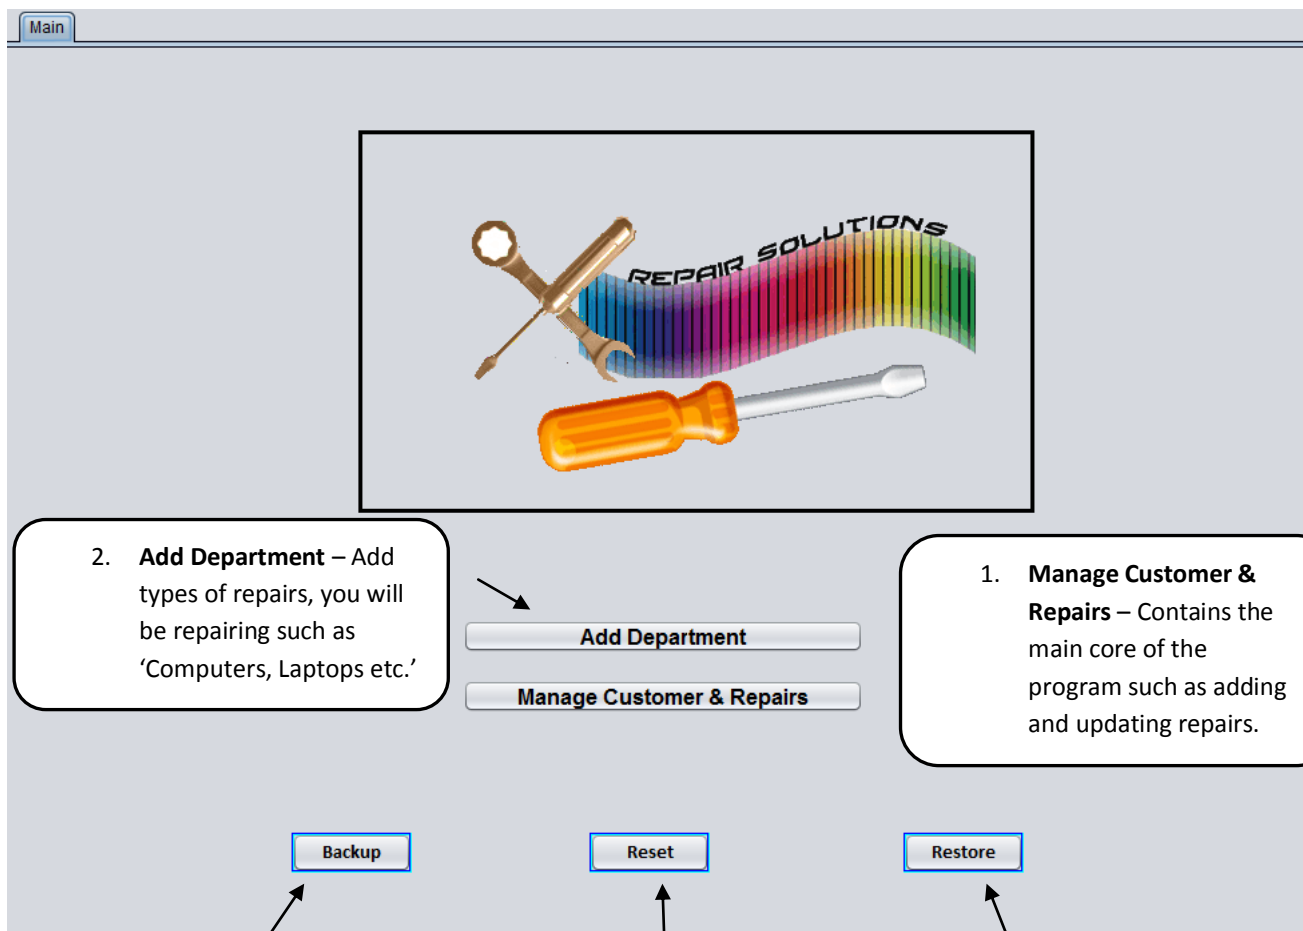 Main
REPAIR SOLUTIONS
2. Add Department – Add
types of repairs, you will
be repairing such as
‘Computers, Laptops etc.’
1. Manage Customer &
Repairs – Contains the
main core of the
program such as adding
and updating repairs.
Add Department
Manage Customer & Repairs
Backup
Reset
Restore